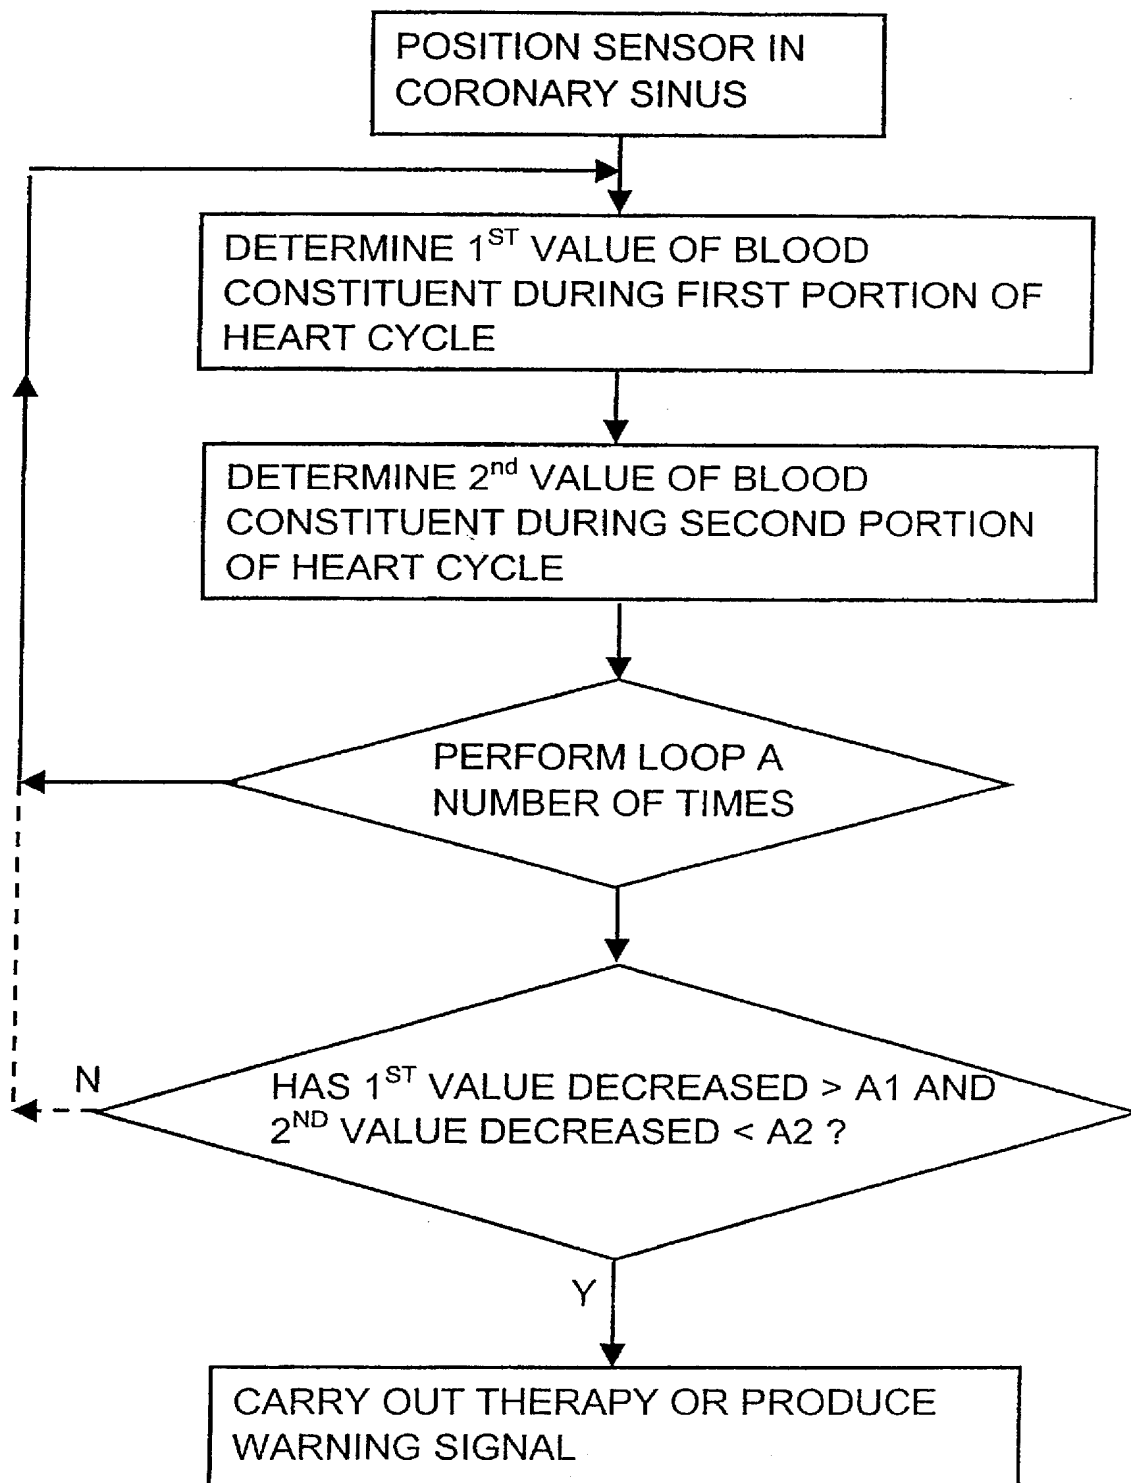 POSITION SENSOR IN
CORONARY SINUS
DETERMINE 1ST VALUE OF BLOOD
CONSTITUENT DURING FIRST PORTION OF
HEART CYCLE
DETERMINE 2nd VALUE OF BLOOD
CONSTITUENT DURING SECOND PORTION
OF HEART CYCLE
PERFORM LOOP A
NUMBER OF TIMES
N
HAS 1ST VALUE DECREASED > A1 AND
2ND VALUE DECREASED < A2 ?
Y
CARRY OUT THERAPY OR PRODUCE
WARNING SIGNAL